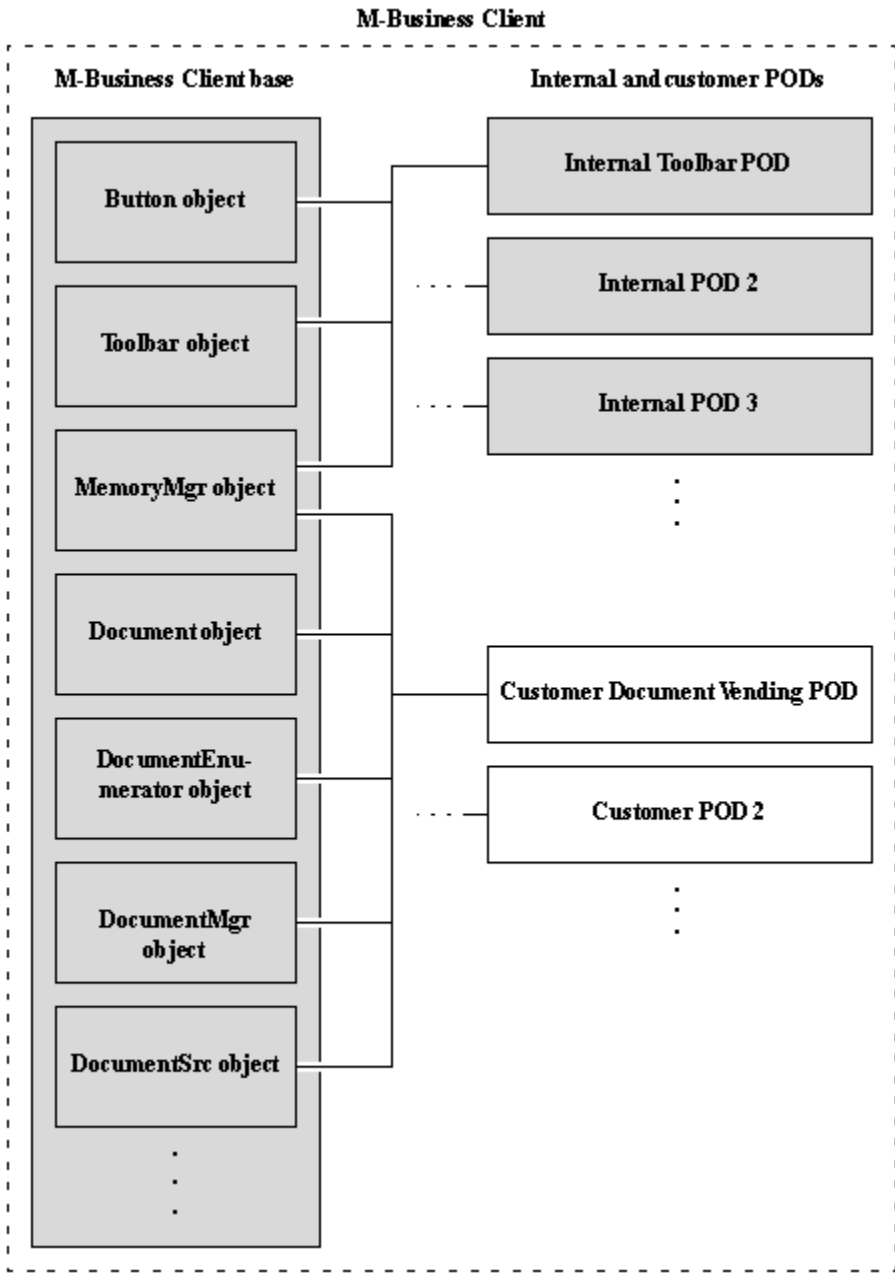 M-Business Client
M-Business Client base
Internal and customer PODs
Button object
Toolbar object
MemoryMgr object
Document object
DocumentEnu-
merator object
DocumentMgr
object
DocumentSrc object
Internal Toolbar POD
Internal POD 2
Internal POD 3
Customer Document Vending POD
Customer POD 2